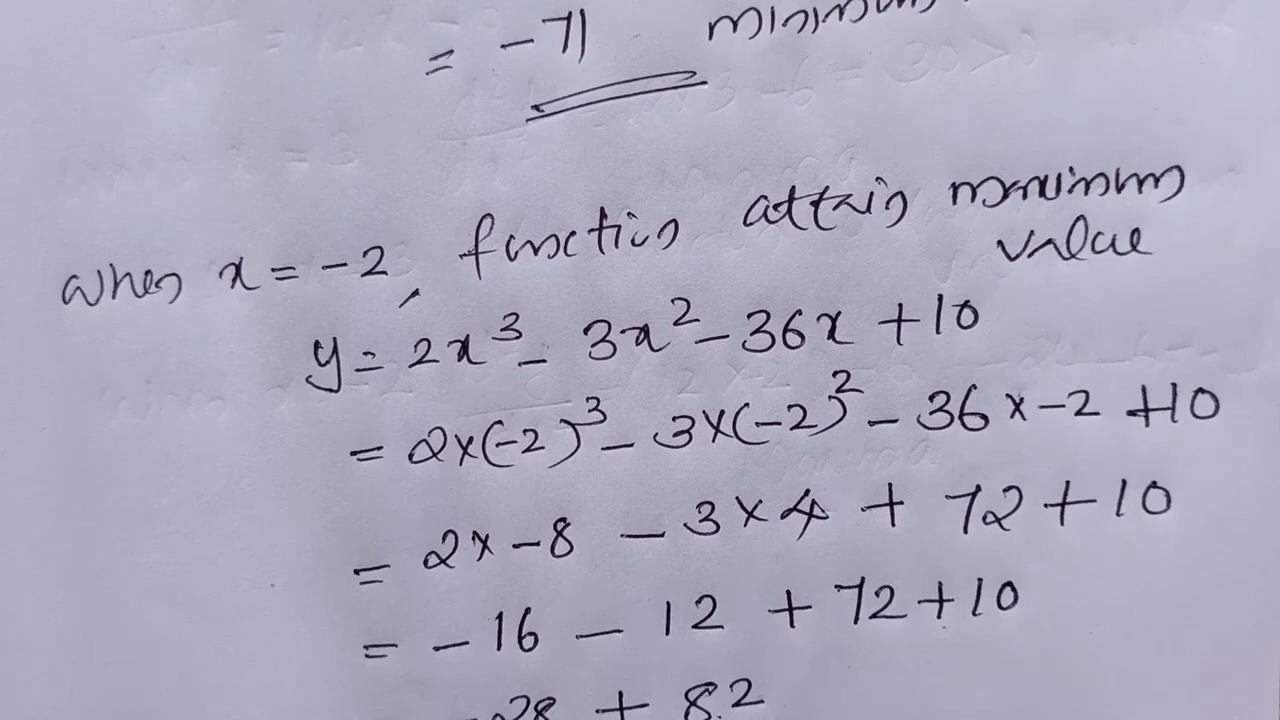 = -71
when x = -2, function attain maximum
value
y = 2x³ - 3x² - 36x + 10
= 2×(-2)³ - 3×(-2)² - 36×-2 +10
= 2×-8 - 3×4 + 72+10
= -16 - 12 + 72+10
-28 + 82